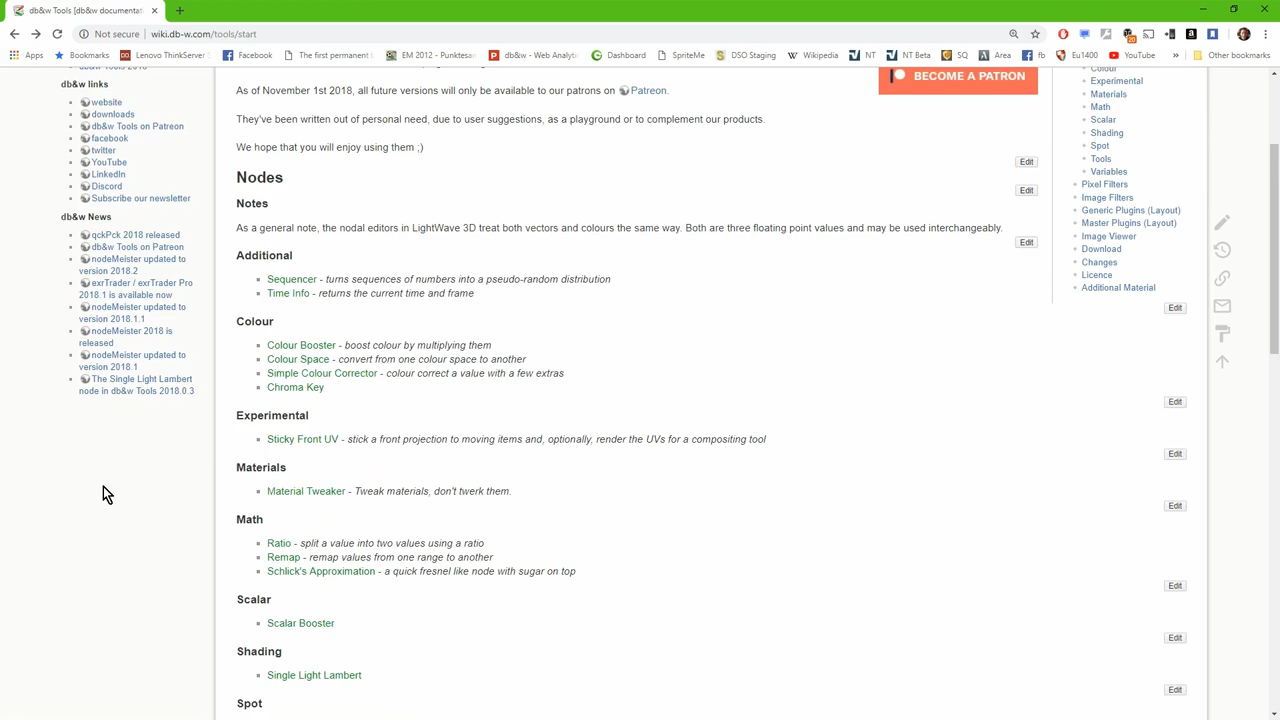 db&w Tools [db&w documentati
Not secure | wiki.db-w.com/tools/start
Apps Bookmarks Lenovo ThinkServer Facebook The first permanent EM 2012 - Punktesa db&w - Web Analytic Dashboard SpriteMe DSO Staging Wikipedia NT NT Beta SQ Area fb Eu1400 YouTube » Other bookmarks
db&w Tools 2018
db&w links
website
downloads
db&w Tools on Patreon
facebook
twitter
YouTube
LinkedIn
Discord
Subscribe our newsletter
db&w News
qckPck 2018 released
db&w Tools on Patreon
nodeMeister updated to
version 2018.2
exrTrader / exrTrader Pro
2018.1 is available now
nodeMeister updated to
version 2018.1.1
nodeMeister 2018 is
released
nodeMeister updated to
version 2018.1
The Single Light Lambert
node in db&w Tools 2018.0.3
BECOME A PATRON
As of November 1st 2018, all future versions will only be available to our patrons on Patreon.
They've been written out of personal need, due to user suggestions, as a playground or to complement our products.
We hope that you will enjoy using them ;)
Edit
Nodes
Edit
Notes
As a general note, the nodal editors in LightWave 3D treat both vectors and colours the same way. Both are three floating point values and may be used interchangeably.
Edit
Additional
Sequencer - turns sequences of numbers into a pseudo-random distribution
Time Info - returns the current time and frame
Edit
Colour
Colour Booster - boost colour by multiplying them
Colour Space - convert from one colour space to another
Simple Colour Corrector - colour correct a value with a few extras
Chroma Key
Edit
Experimental
Sticky Front UV - stick a front projection to moving items and, optionally, render the UVs for a compositing tool
Edit
Materials
Material Tweaker - Tweak materials, don't twerk them.
Edit
Math
Ratio - split a value into two values using a ratio
Remap - remap values from one range to another
Schlick's Approximation - a quick fresnel like node with sugar on top
Edit
Scalar
Scalar Booster
Edit
Shading
Single Light Lambert
Edit
Spot
Colour
Experimental
Materials
Math
Scalar
Shading
Spot
Tools
Variables
Pixel Filters
Image Filters
Generic Plugins (Layout)
Master Plugins (Layout)
Image Viewer
Download
Changes
Licence
Additional Material